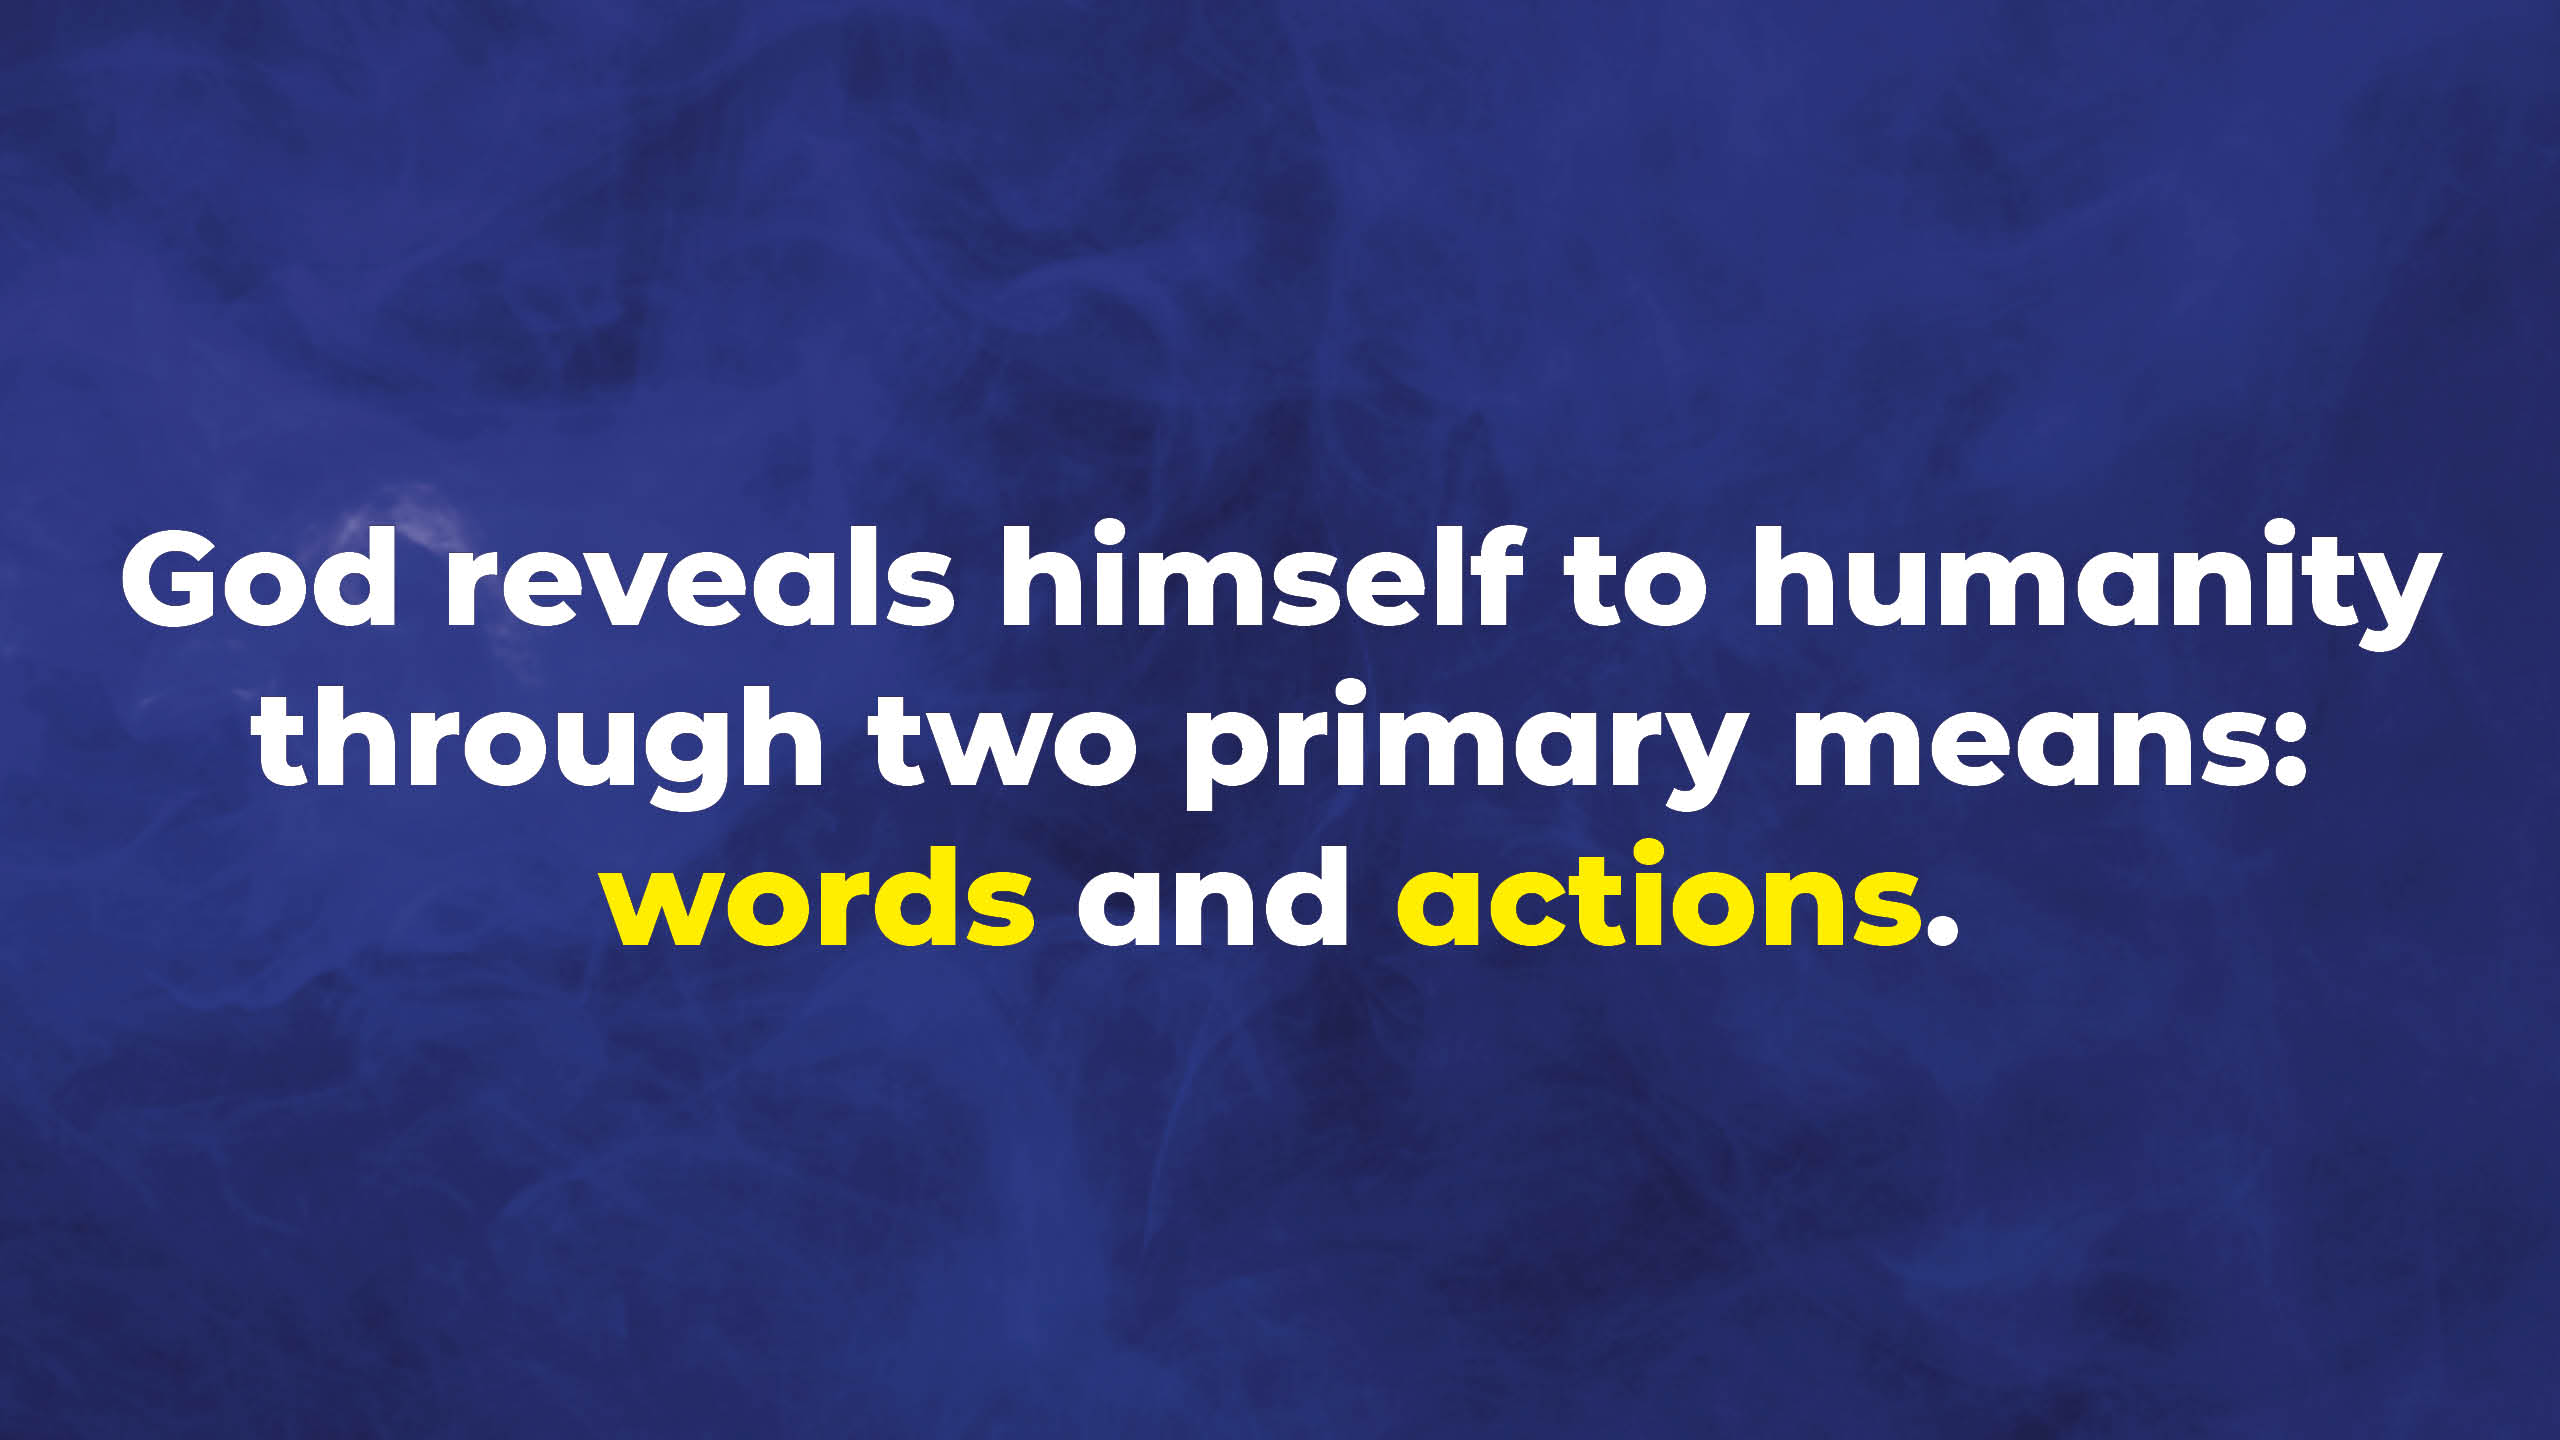 God reveals himself to humanity
through two primary means:
words and actions.